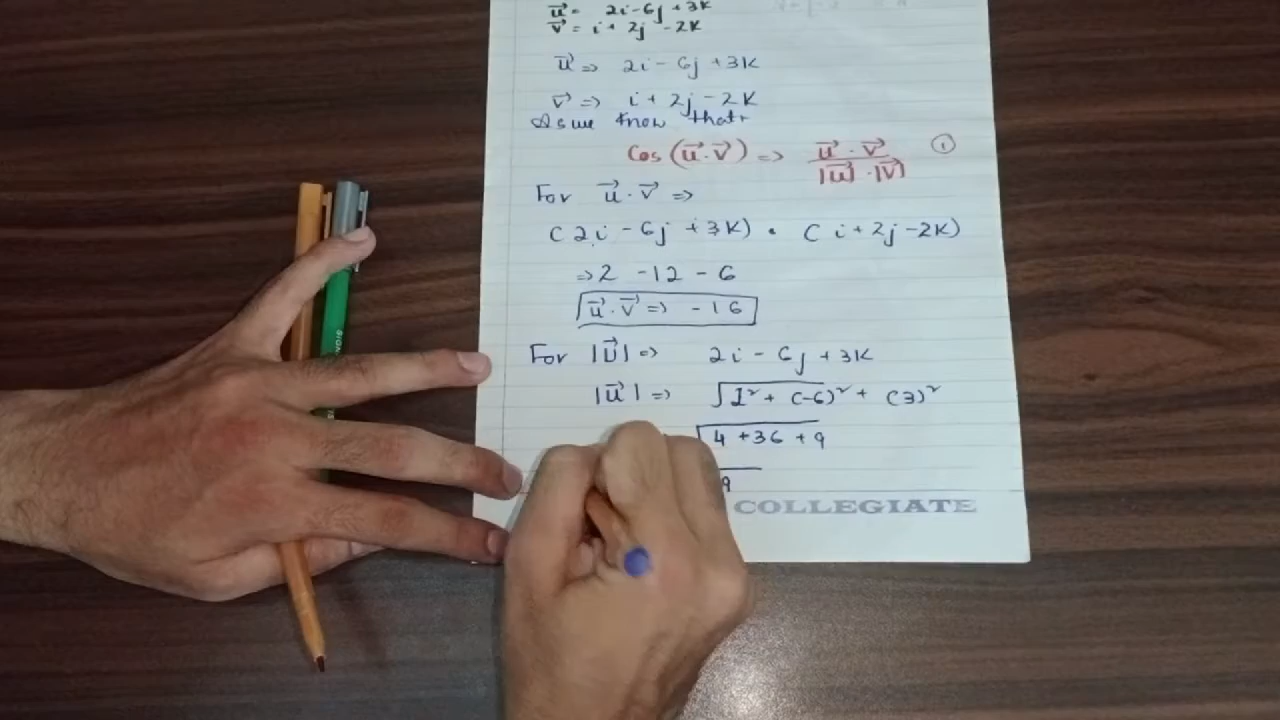 u⃗ = 2i-6j+3K
v⃗ = i+ 2j -2K
u⃗ => 2i- 6j +3K
v⃗ => i+ 2j-2K
As we know that
Cos (u⃗.v⃗) => u⃗ . v⃗ / |u⃗| . |v⃗| ①
For u⃗.v⃗ =>
(2i - 6j +3K) . ( i+2j-2K)
=> 2 -12 - 6
u⃗.v⃗ => -16
For |u⃗| => 2i - 6j +3K
|u⃗| => √2² + (-6)² + (3)²
√4 +36 +9
9
COLLEGIATE